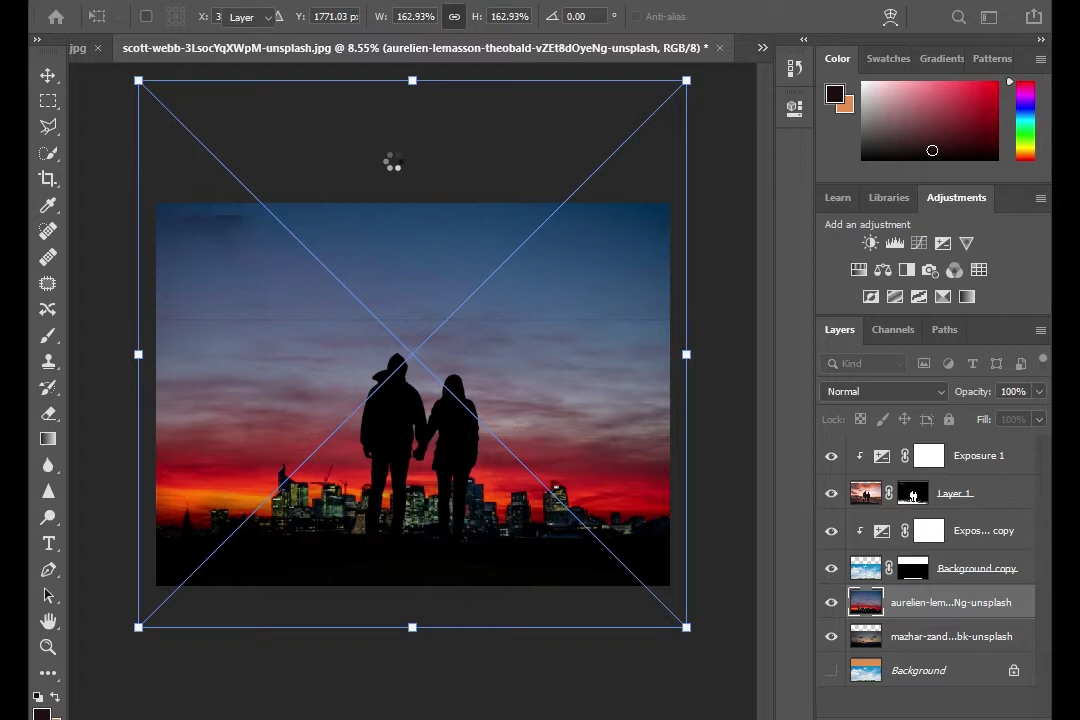 X: 3 Layer Y: 1771.03 p: W: 162.93% H: 162.93% 0.00 ° Anti-alias
jpg × scott-webb-3LsocYqXWpM-unsplash.jpg @ 8.55% (aurelien-lemasson-theobald-vZEt8dOyeNg-unsplash, RGB/8) * ×
Color Swatches Gradients Patterns
Learn Libraries Adjustments
Add an adjustment
Layers Channels Paths
Kind
Normal Opacity: 100%
Lock: Fill: 100%
Exposure 1
Layer 1
Expos... copy
Background copy
aurelien-lem...Ng-unsplash
mazhar-zand...bk-unsplash
Background